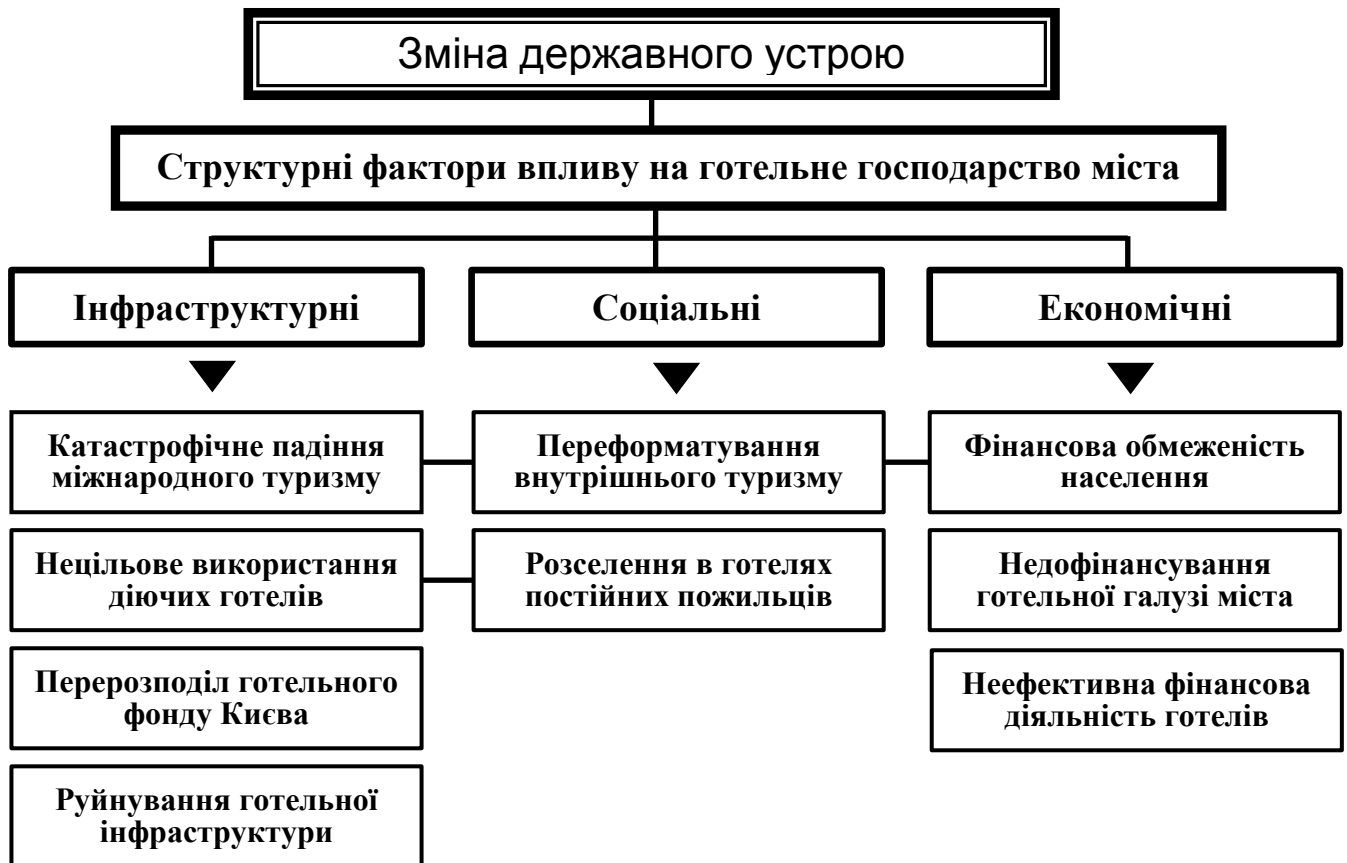 Зміна державного устрою
Структурні фактори впливу на готельне господарство міста
Інфраструктурні
Соціальні
Економічні
Катастрофічне падіння
міжнародного туризму
Переформатування
внутрішнього туризму
Фінансова обмеженість
населення
Нецільове використання
діючих готелів
Розселення в готелях
постійних пожильців
Недофінансування
готельної галузі міста
Перерозподіл готельного
фонду Києва
Неефективна фінансова
діяльність готелів
Руйнування готельної
інфраструктури